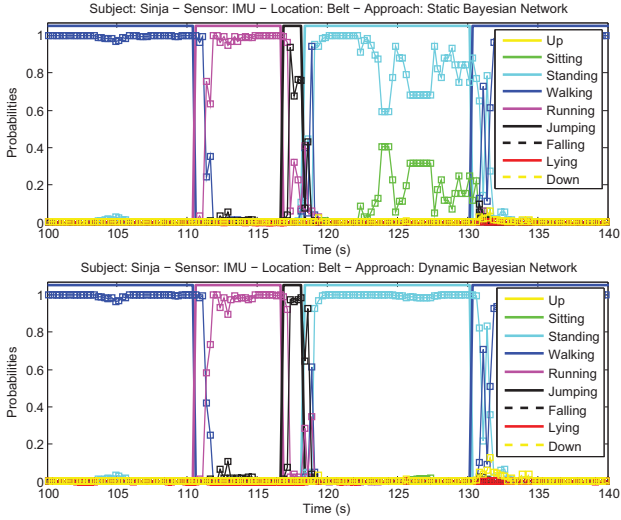 Subject: Sinja − Sensor: IMU − Location: Belt − Approach: Static Bayesian Network
Probabilities
1
0.8
0.6
0.4
0.2
0
Up
Sitting
Standing
Walking
Running
Jumping
Falling
Lying
Down
100 105 110 115 120 125 130 135 140
Time (s)
Subject: Sinja − Sensor: IMU − Location: Belt − Approach: Dynamic Bayesian Network
Probabilities
1
0.8
0.6
0.4
0.2
0
Up
Sitting
Standing
Walking
Running
Jumping
Falling
Lying
Down
100 105 110 115 120 125 130 135 140
Time (s)